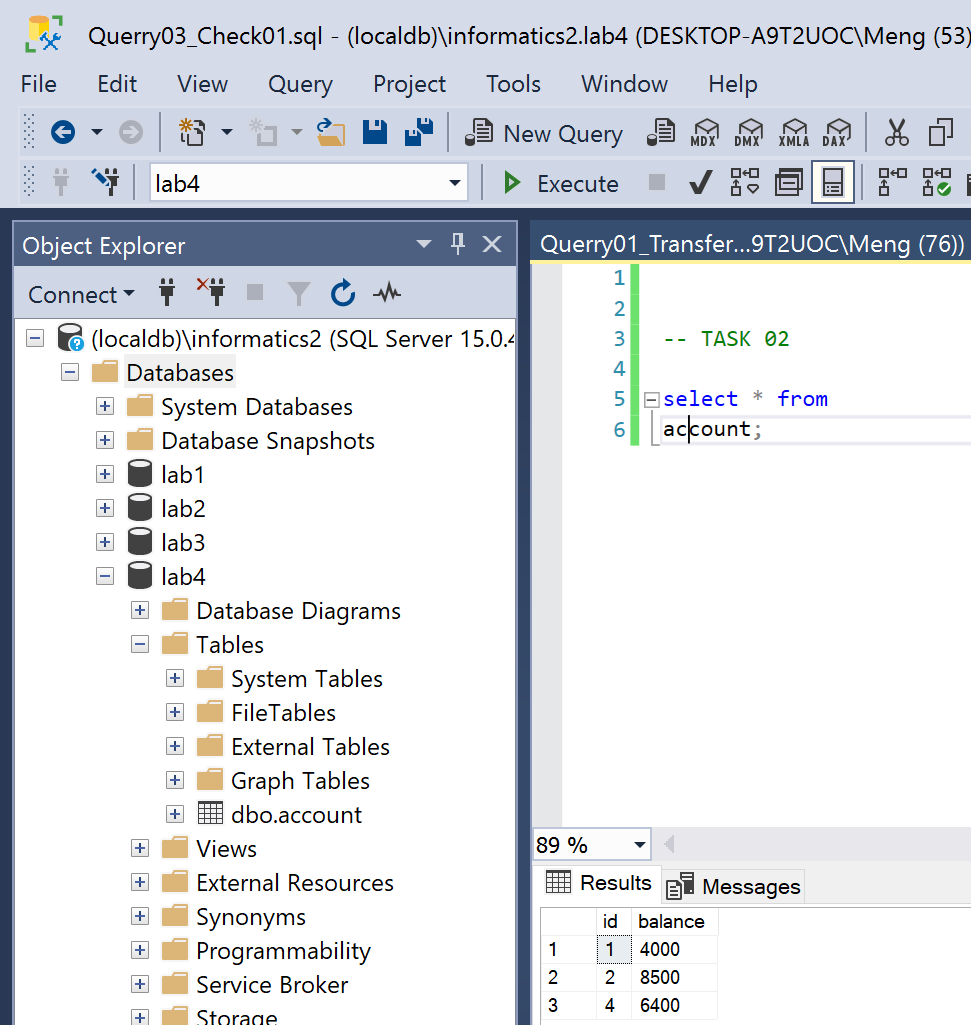 Querry03_Check01.sql - (localdb)\informatics2.lab4 (DESKTOP-A9T2UOC\Meng (53)
File Edit View Query Project Tools Window Help
New Query MDX DMX XMLA DAX
lab4 Execute
Object Explorer
Connect
(localdb)\informatics2 (SQL Server 15.0.4
Databases
System Databases
Database Snapshots
lab1
lab2
lab3
lab4
Database Diagrams
Tables
System Tables
FileTables
External Tables
Graph Tables
dbo.account
Views
External Resources
Synonyms
Programmability
Service Broker
Storage
Querry01_Transfer...9T2UOC\Meng (76))
1
2
3 -- TASK 02
4
5 select * from
6 account;
89 %
Results Messages
id balance
1 1 4000
2 2 8500
3 4 6400